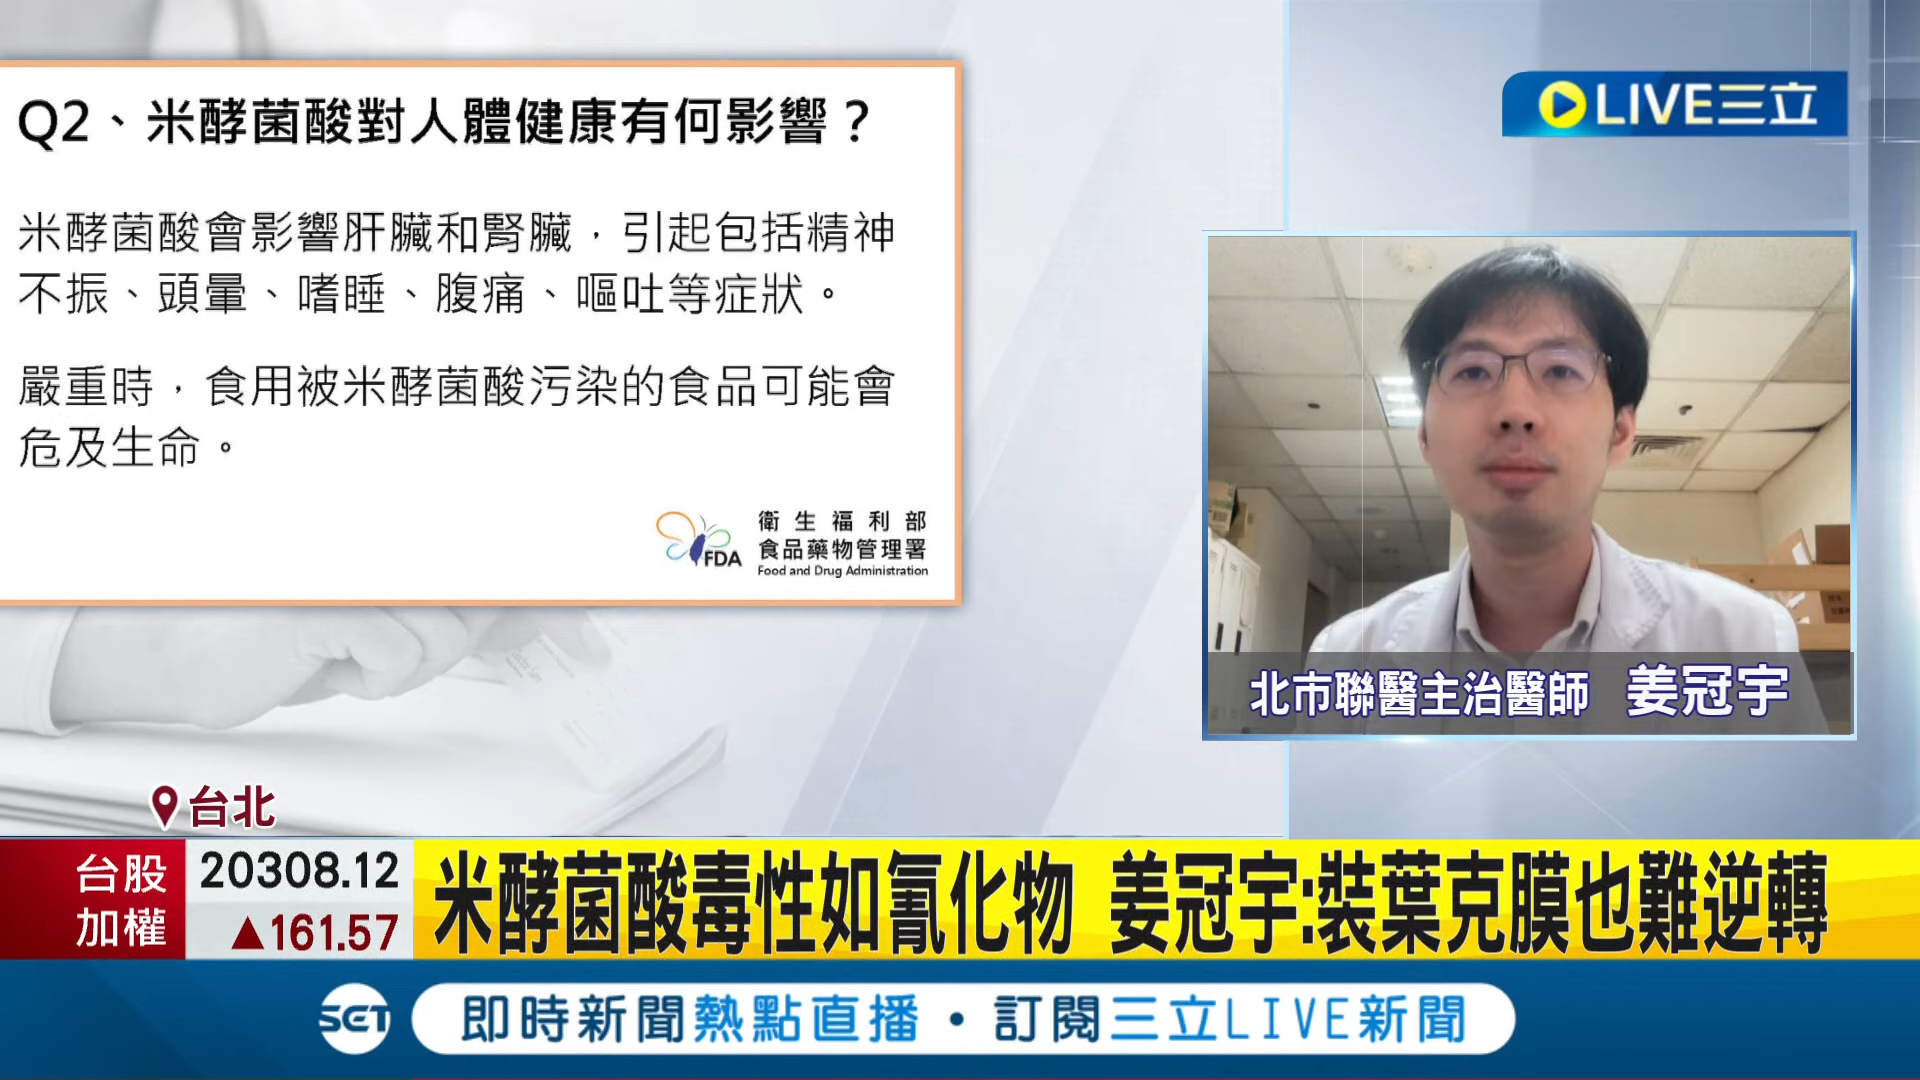 Q2、米酵菌酸對人體健康有何影響？
米酵菌酸會影響肝臟和腎臟，引起包括精神
不振、頭暈、嗜睡、腹痛、嘔吐等症狀。
嚴重時，食用被米酵菌酸污染的食品可能會
危及生命。
FDA
衛生福利部
食品藥物管理署
Food and Drug Administration
LIVE三立
北市聯醫主治醫師 姜冠宇
台北
台股
加權
20308.12
▲161.57
米酵菌酸毒性如氰化物 姜冠宇:裝葉克膜也難逆轉
SET
即時新聞熱點直播・訂閱三立LIVE新聞